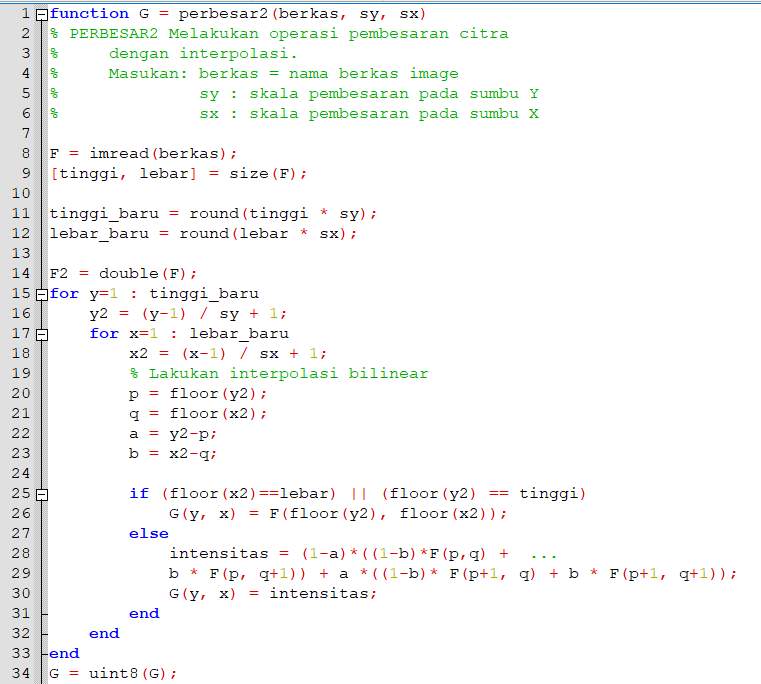 1 function G = perbesar2(berkas, sy, sx)
2 % PERBESAR2 Melakukan operasi pembesaran citra
3 %     dengan interpolasi.
4 %     Masukan: berkas = nama berkas image
5 %              sy : skala pembesaran pada sumbu Y
6 %              sx : skala pembesaran pada sumbu X
7
8 F = imread(berkas);
9 [tinggi, lebar] = size(F);
10
11 tinggi_baru = round(tinggi * sy);
12 lebar_baru = round(lebar * sx);
13
14 F2 = double(F);
15 for y=1 : tinggi_baru
16     y2 = (y-1) / sy + 1;
17     for x=1 : lebar_baru
18         x2 = (x-1) / sx + 1;
19         % Lakukan interpolasi bilinear
20         p = floor(y2);
21         q = floor(x2);
22         a = y2-p;
23         b = x2-q;
24
25         if (floor(x2)==lebar) || (floor(y2) == tinggi)
26             G(y, x) = F(floor(y2), floor(x2));
27         else
28             intensitas = (1-a)*((1-b)*F(p,q) +  ...
29             b * F(p, q+1)) + a *((1-b)* F(p+1, q) + b * F(p+1, q+1));
30             G(y, x) = intensitas;
31         end
32     end
33 end
34 G = uint8(G);